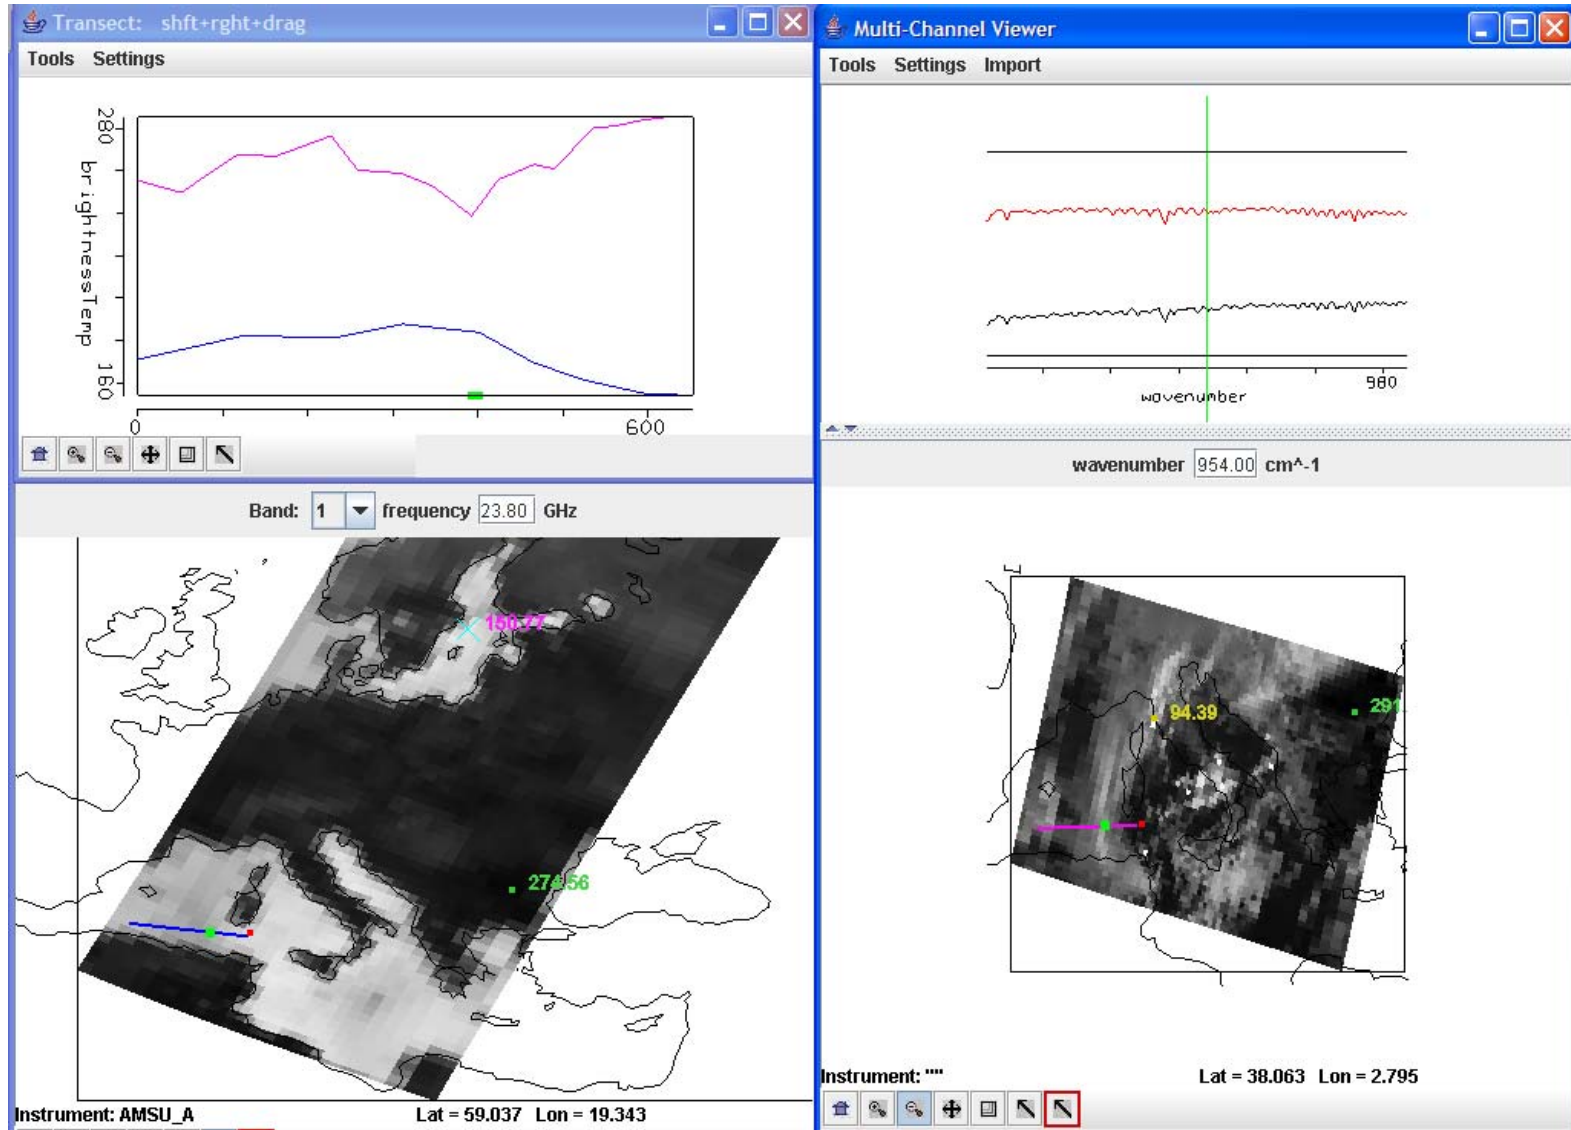 Transect: shft+rght+drag
Tools Settings
280
brightnessTemp
160
0
600
Band: 1 frequency 23.80 GHz
150.77
274.56
Instrument: AMSU_A Lat = 59.037 Lon = 19.343
Multi-Channel Viewer
Tools Settings Import
980
wavenumber
wavenumber 954.00 cm^-1
94.39
291
Instrument: "" Lat = 38.063 Lon = 2.795